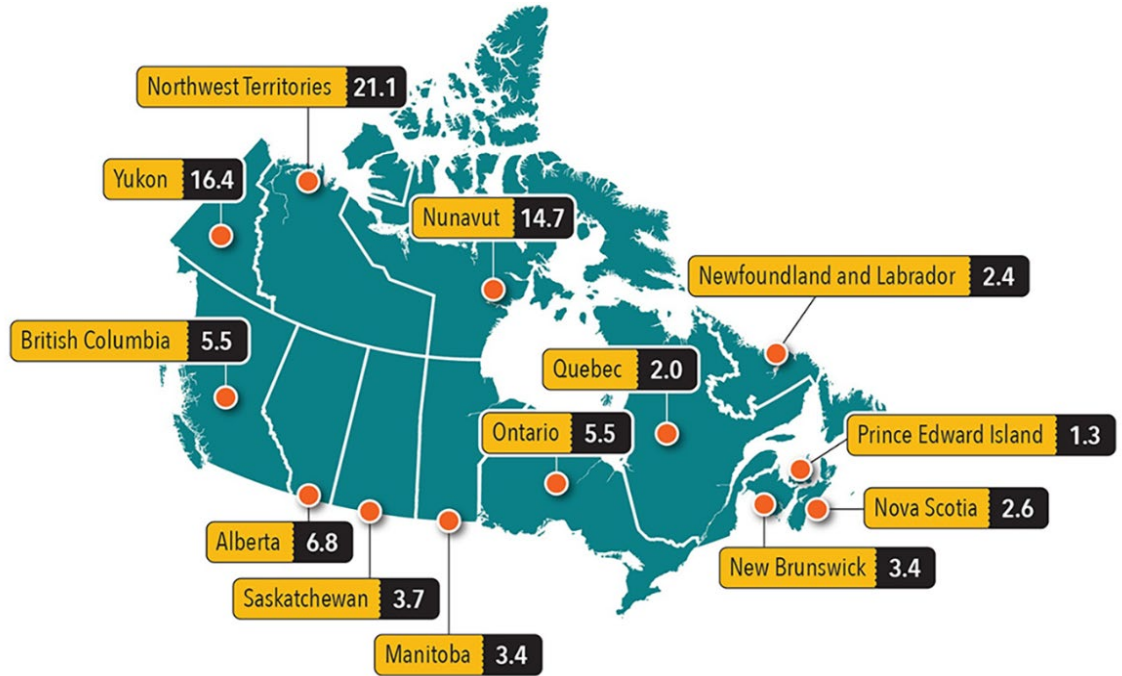 Northwest Territories 21.1
Yukon 16.4
Nunavut 14.7
Newfoundland and Labrador 2.4
British Columbia 5.5
Quebec 2.0
Ontario 5.5
Prince Edward Island 1.3
Nova Scotia 2.6
Alberta 6.8
New Brunswick 3.4
Saskatchewan 3.7
Manitoba 3.4